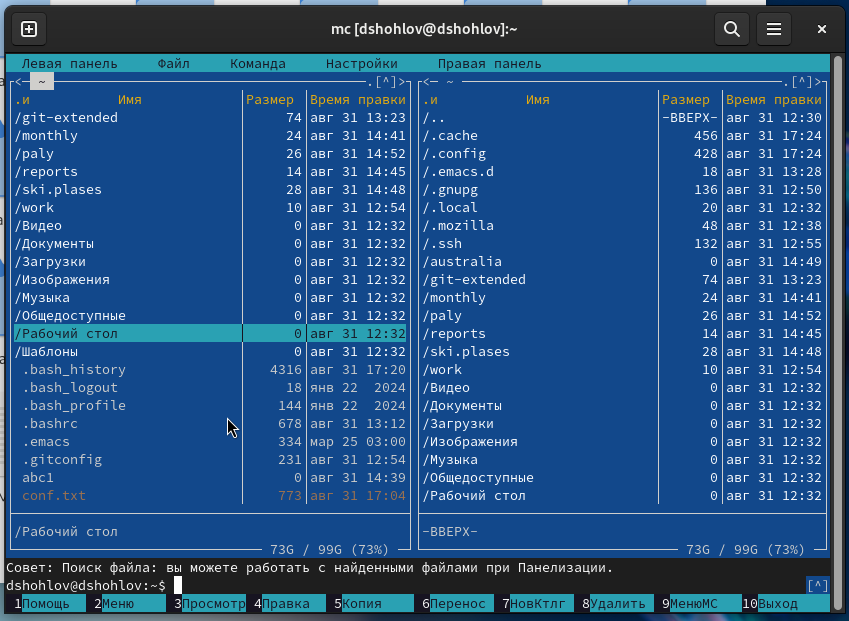 mc [dshohlov@dshohlov]:~
Левая панель Файл Команда Настройки Правая панель
<─ ~ .[^]> <─ ~ .[^]>
.и Имя Размер Время правки .и Имя Размер Время правки
/git-extended 74 авг 31 13:23 /.. -ВВЕРХ- авг 31 12:30
/monthly 24 авг 31 14:41 /.cache 456 авг 31 17:24
/paly 26 авг 31 14:52 /.config 428 авг 31 17:24
/reports 14 авг 31 14:45 /.emacs.d 18 авг 31 13:28
/ski.plases 28 авг 31 14:48 /.gnupg 136 авг 31 12:50
/work 10 авг 31 12:54 /.local 20 авг 31 12:32
/Видео 0 авг 31 12:32 /.mozilla 48 авг 31 12:38
/Документы 0 авг 31 12:32 /.ssh 132 авг 31 12:55
/Загрузки 0 авг 31 12:32 /australia 0 авг 31 14:49
/Изображения 0 авг 31 12:32 /git-extended 74 авг 31 13:23
/Музыка 0 авг 31 12:32 /monthly 24 авг 31 14:41
/Общедоступные 0 авг 31 12:32 /paly 26 авг 31 14:52
/Рабочий стол 0 авг 31 12:32 /reports 14 авг 31 14:45
/Шаблоны 0 авг 31 12:32 /ski.plases 28 авг 31 14:48
.bash_history 4316 авг 31 17:20 /work 10 авг 31 12:54
.bash_logout 18 янв 22 2024 /Видео 0 авг 31 12:32
.bash_profile 144 янв 22 2024 /Документы 0 авг 31 12:32
.bashrc 678 авг 31 13:12 /Загрузки 0 авг 31 12:32
.emacs 334 мар 25 03:00 /Изображения 0 авг 31 12:32
.gitconfig 231 авг 31 12:54 /Музыка 0 авг 31 12:32
abc1 0 авг 31 14:39 /Общедоступные 0 авг 31 12:32
conf.txt 773 авг 31 17:04 /Рабочий стол 0 авг 31 12:32
/Рабочий стол -ВВЕРХ-
73G / 99G (73%) 73G / 99G (73%)
Совет: Поиск файла: вы можете работать с найденными файлами при Панелизации.
dshohlov@dshohlov:~$ [^]
1Помощь 2Меню 3Просмотр 4Правка 5Копия 6Перенос 7НовКтлг 8Удалить 9МенюМС 10Выход